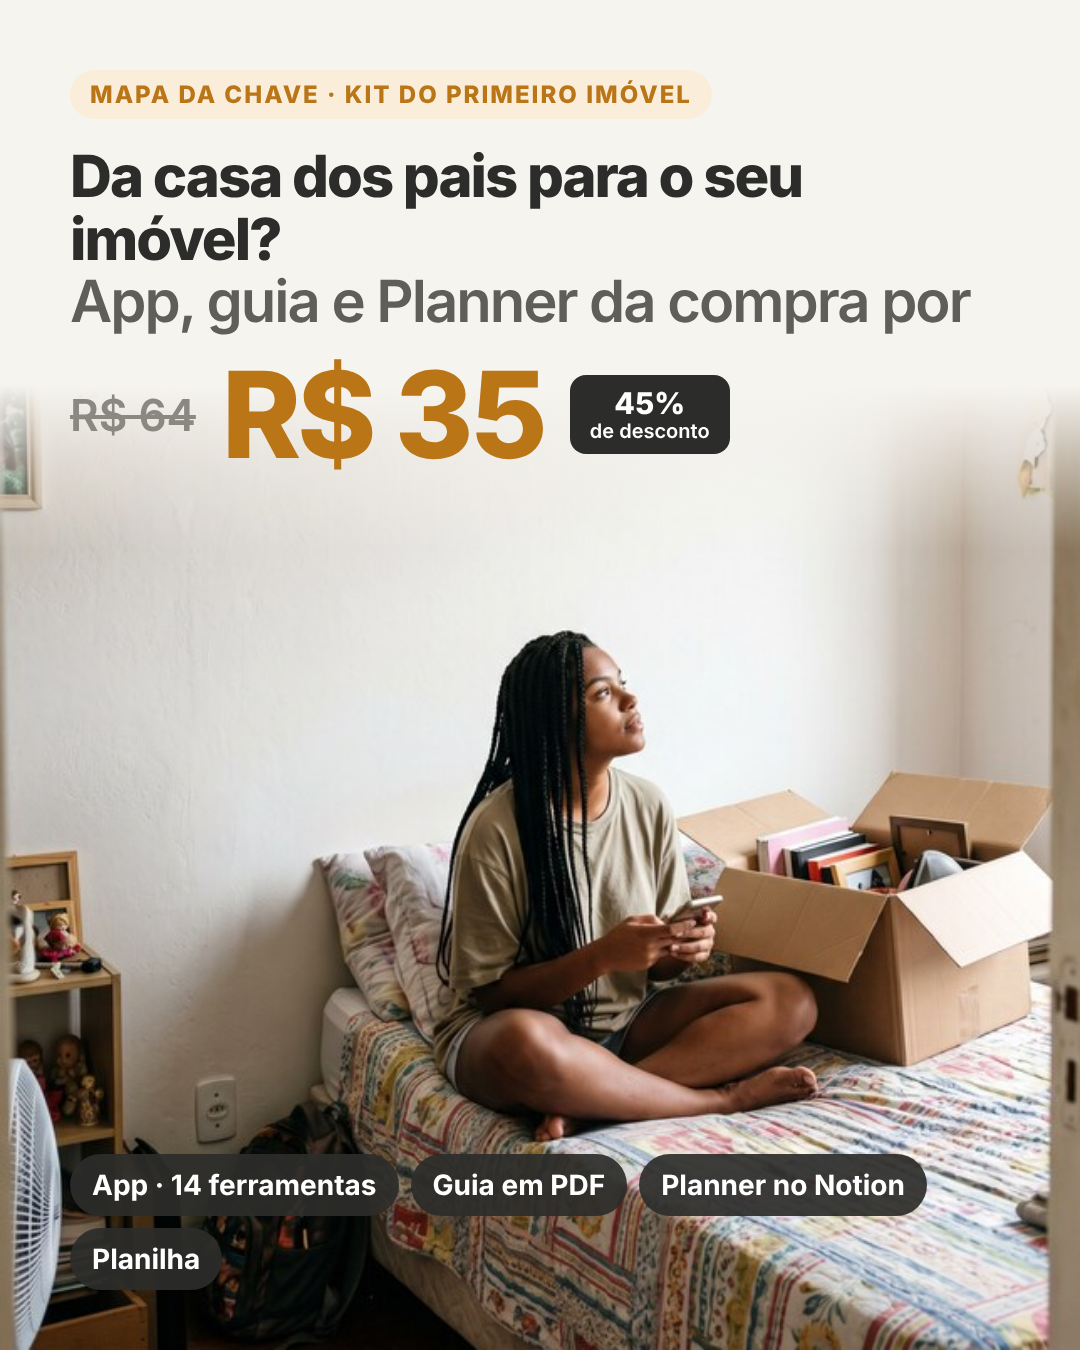 MAPA DA CHAVE · KIT DO PRIMEIRO IMÓVEL
Da casa dos pais para o seu
imóvel?
App, guia e Planner da compra por
R$ 64 R$ 35 45%
de desconto
App · 14 ferramentas Guia em PDF Planner no Notion
Planilha